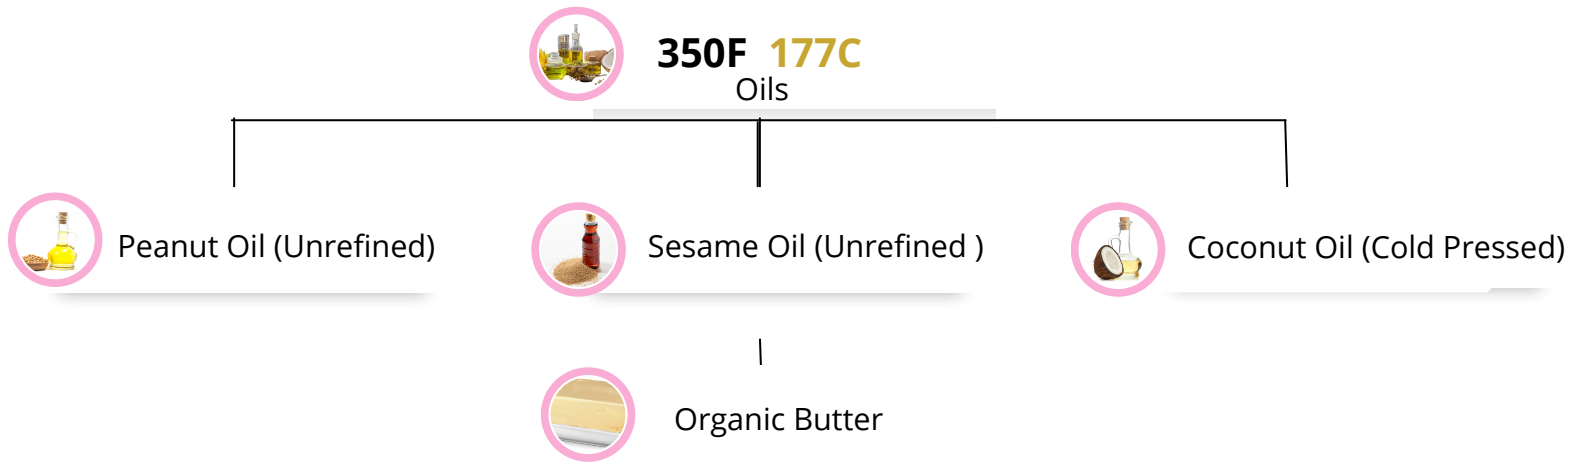 350F 177C
Oils
Peanut Oil (Unrefined)
Sesame Oil (Unrefined )
Coconut Oil (Cold Pressed)
Organic Butter